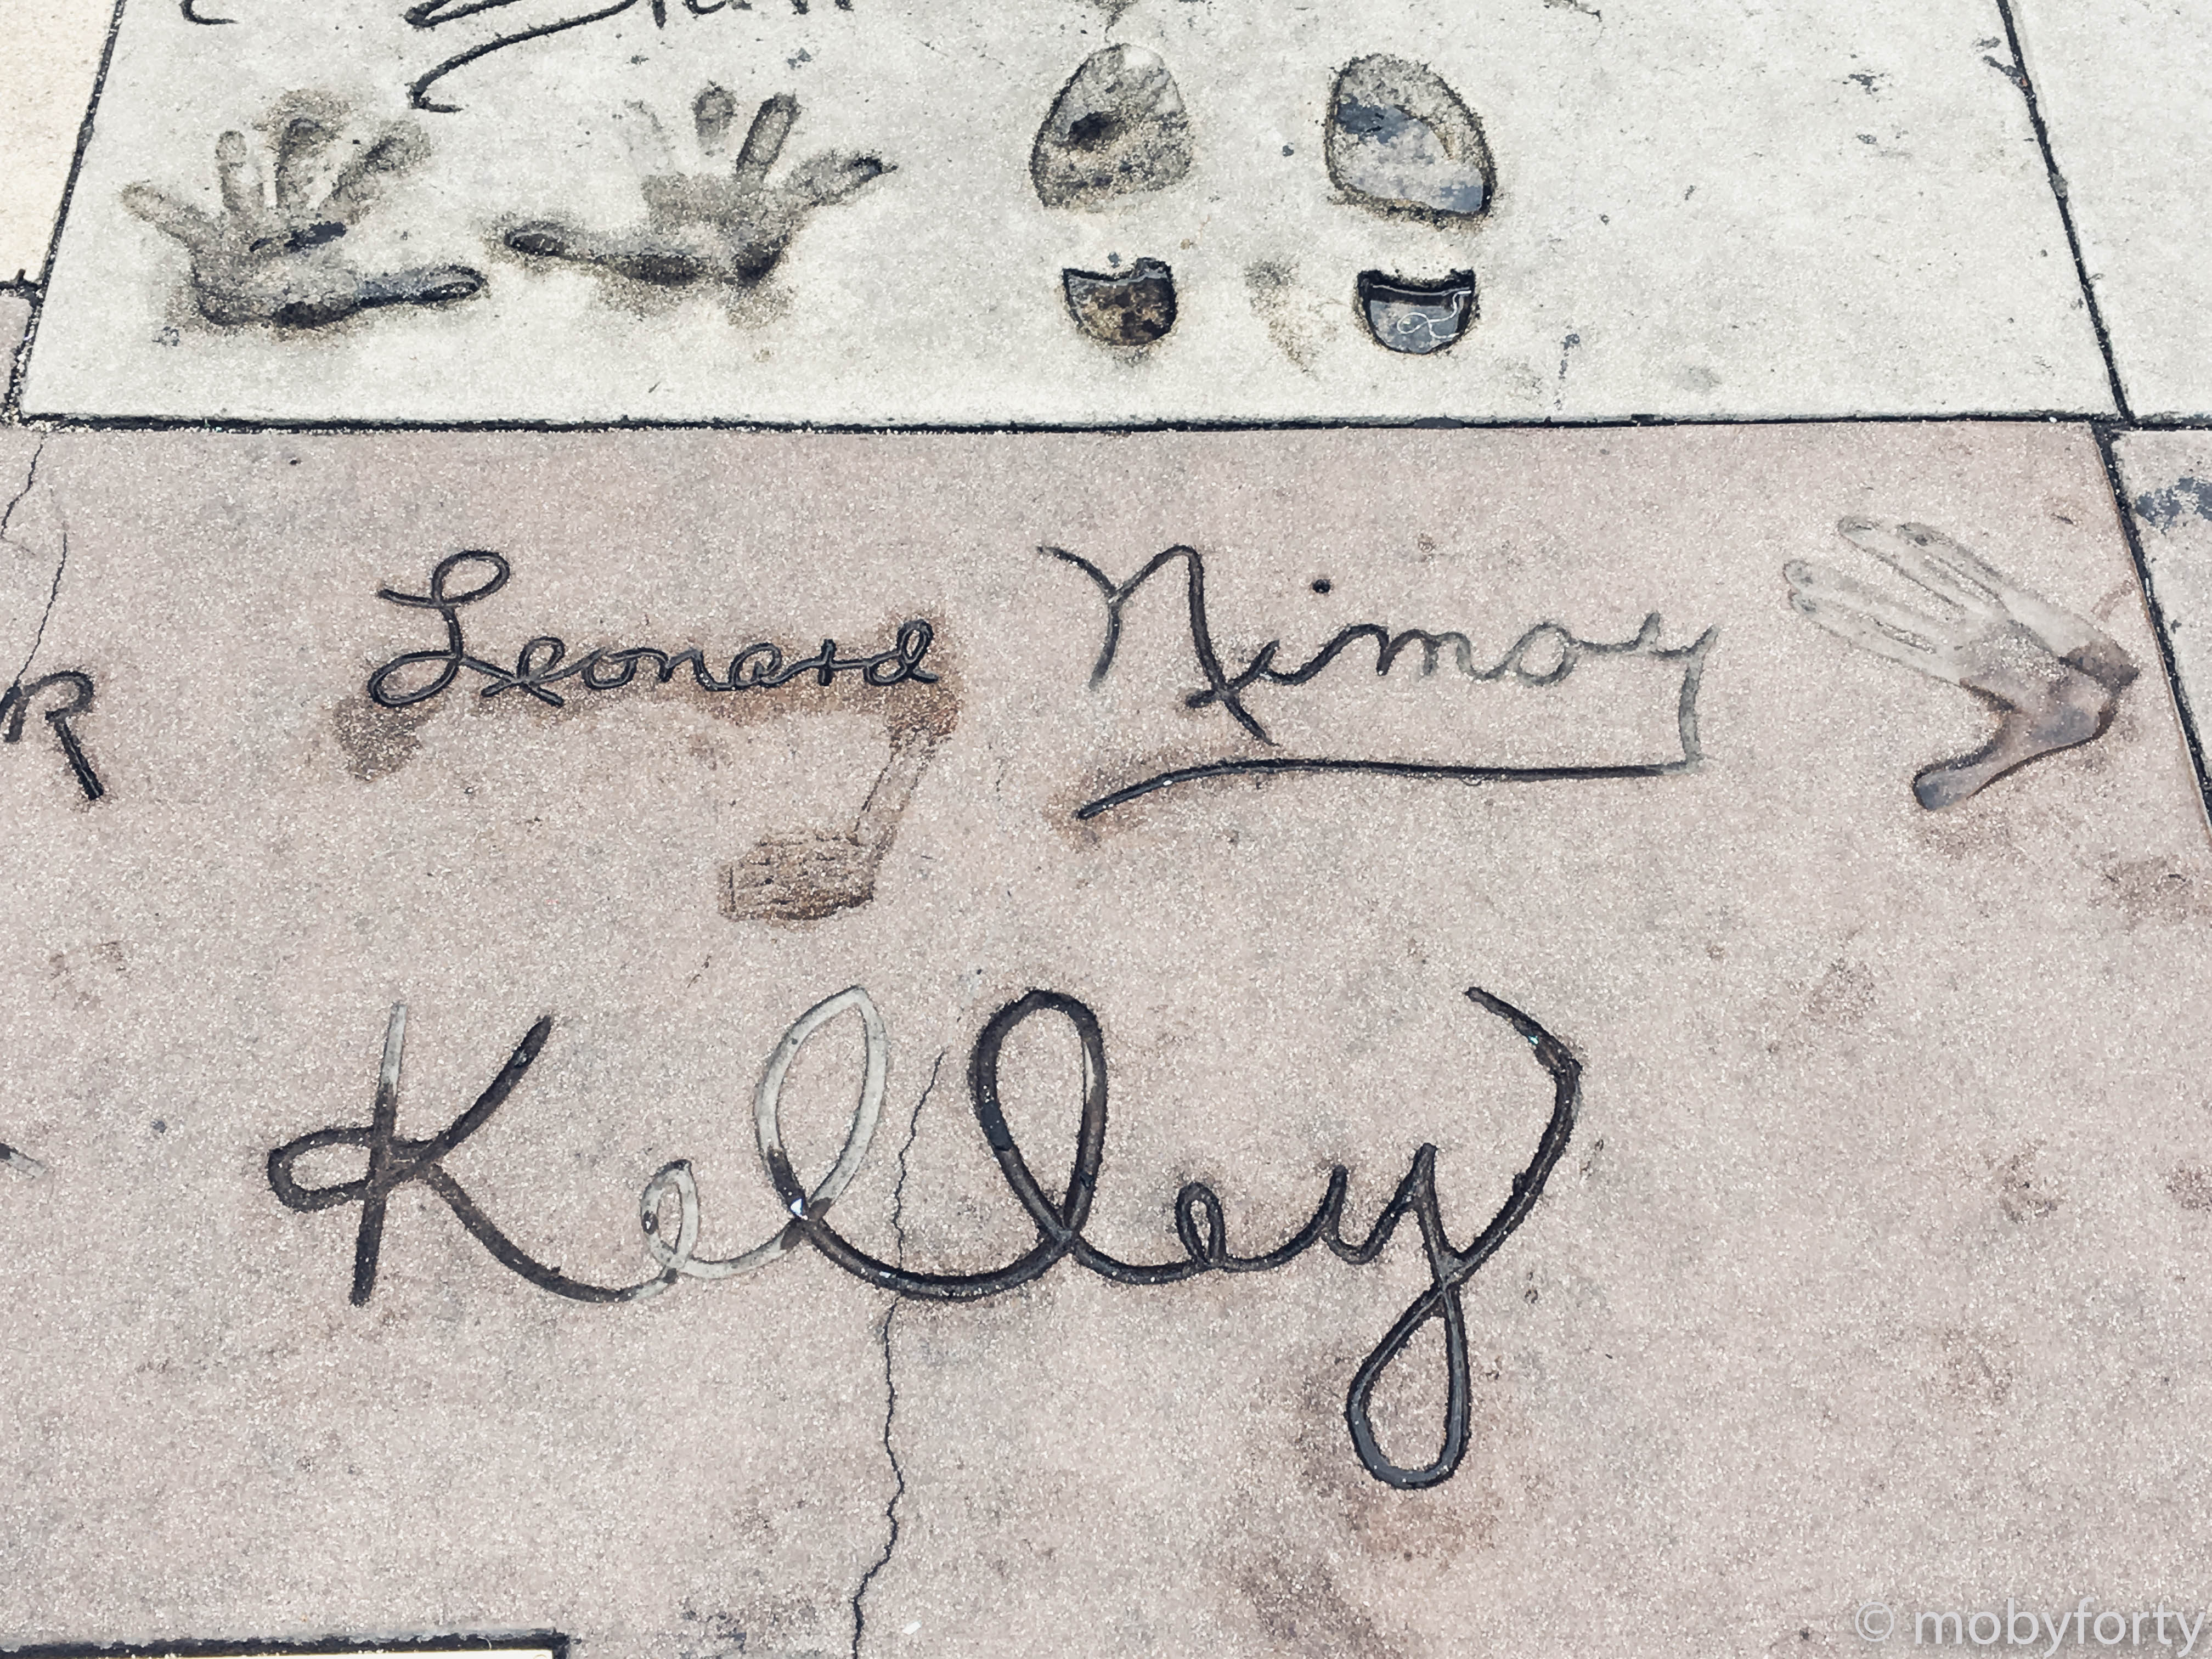 Leonard Nimoy
R
Kelley
© mobyforty